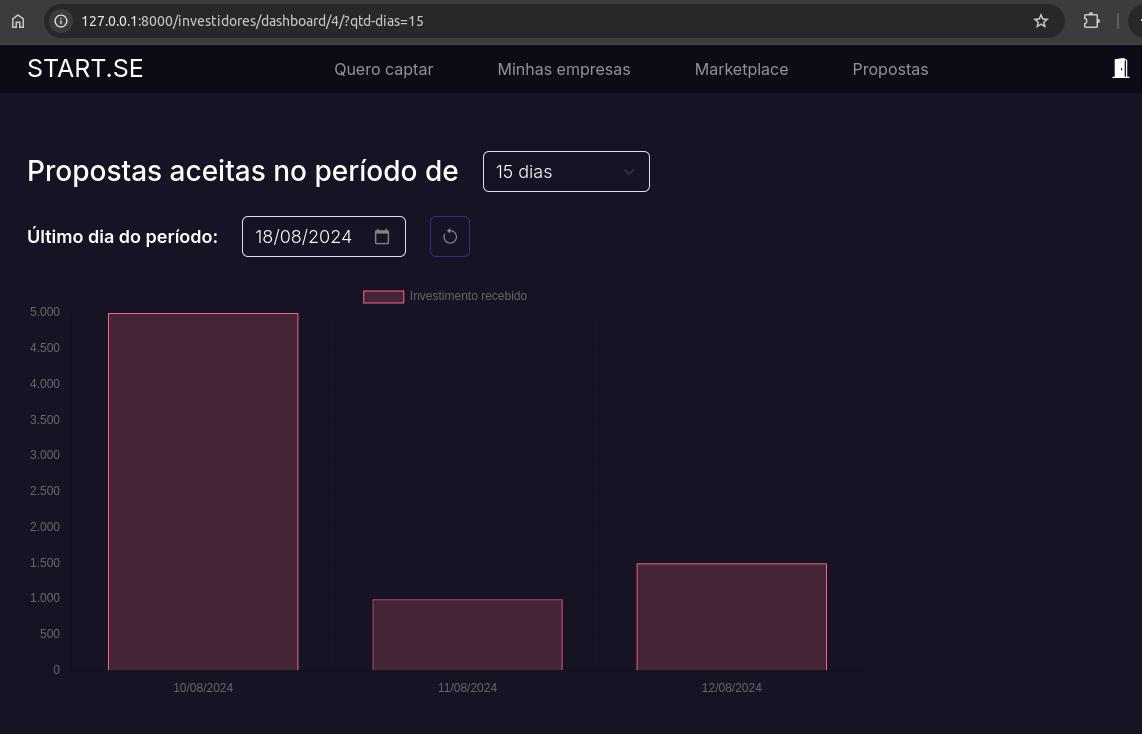 127.0.0.1:8000/investidores/dashboard/4/?qtd-dias=15
START.SE Quero captar Minhas empresas Marketplace Propostas
Propostas aceitas no período de 15 dias
Último dia do período: 18/08/2024
Investimento recebido
5.000
4.500
4.000
3.500
3.000
2.500
2.000
1.500
1.000
500
0
10/08/2024 11/08/2024 12/08/2024